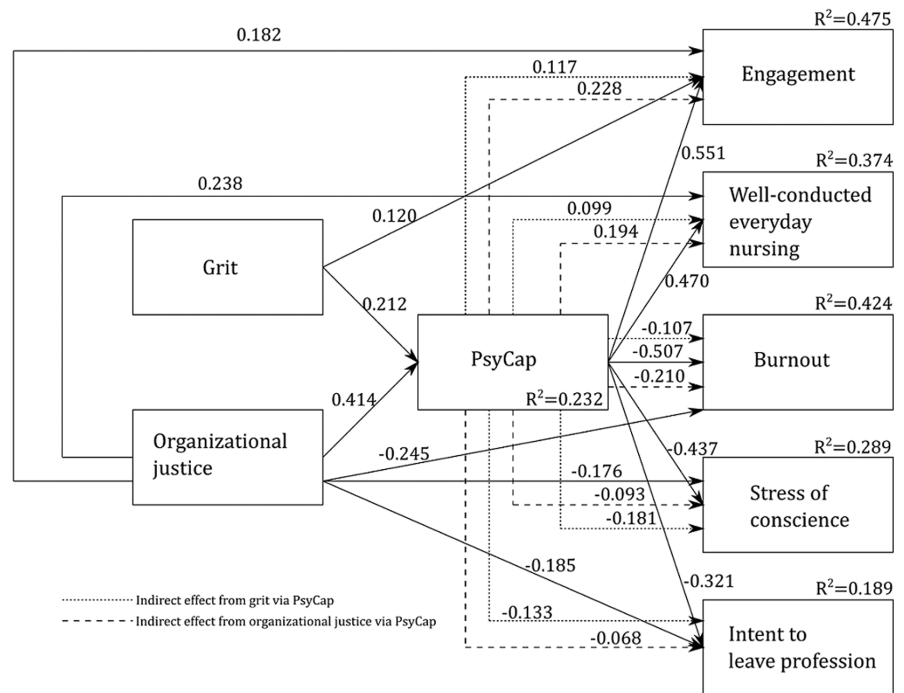 R²=0.475
0.182
Engagement
0.117
0.228
0.551
R²=0.374
0.238
Well-conducted
everyday
nursing
0.099
0.120
0.194
Grit
0.470
0.212
R²=0.424
PsyCap
-0.107
-0.507
Burnout
-0.210
R²=0.232
0.414
Organizational
justice
-0.245
-0.437
R²=0.289
-0.176
Stress of
conscience
-0.093
-0.181
-0.185
-0.321
R²=0.189
Indirect effect from grit via PsyCap
-0.133
Indirect effect from organizational justice via PsyCap
-0.068
Intent to
leave profession